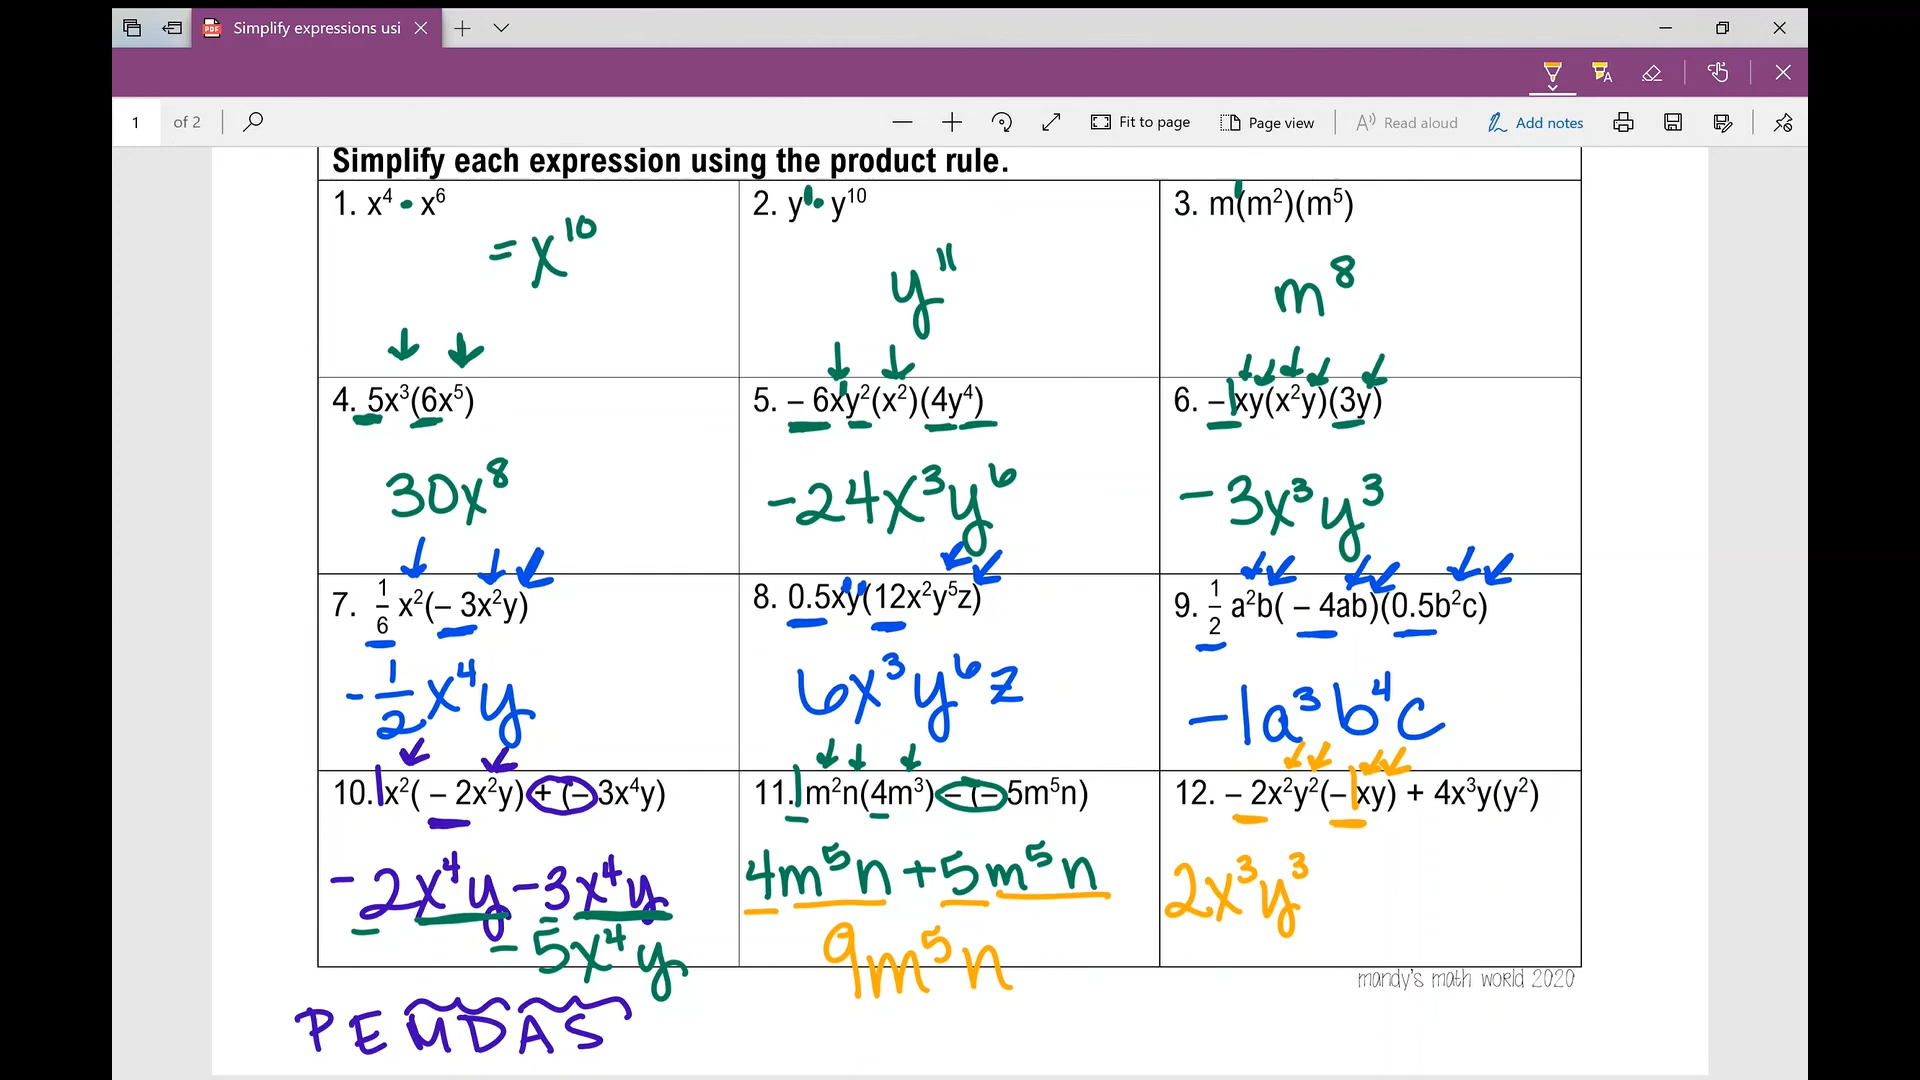 Simplify expressions usi
1 of 2 Fit to page Page view Read aloud Add notes
Simplify each expression using the product rule.
1. x⁴ • x⁶
= x¹⁰
2. y¹ • y¹⁰
y¹¹
3. m¹(m²)(m⁵)
m⁸
4. 5x³(6x⁵)
30x⁸
5. – 6x¹y²(x²)(4y⁴)
-24x³y⁶
6. – 1xy(x²y)(3y)
-3x³y³
7. 1/6 x²(– 3x²y)
-1/2 x⁴y
8. 0.5xy(12x²y⁵z)
6x³y⁶z
9. 1/2 a²b( – 4ab)(0.5b²c)
-1a³b⁴c
10. 1x²( – 2x²y) + (– 3x⁴y)
-2x⁴y -3x⁴y
-5x⁴y
11. 1m²n(4m³) – (– 5m⁵n)
4m⁵n + 5m⁵n
9m⁵n
12. – 2x²y²(– 1xy) + 4x³y(y²)
2x³y³
mandy's math world 2020
PEMDAS